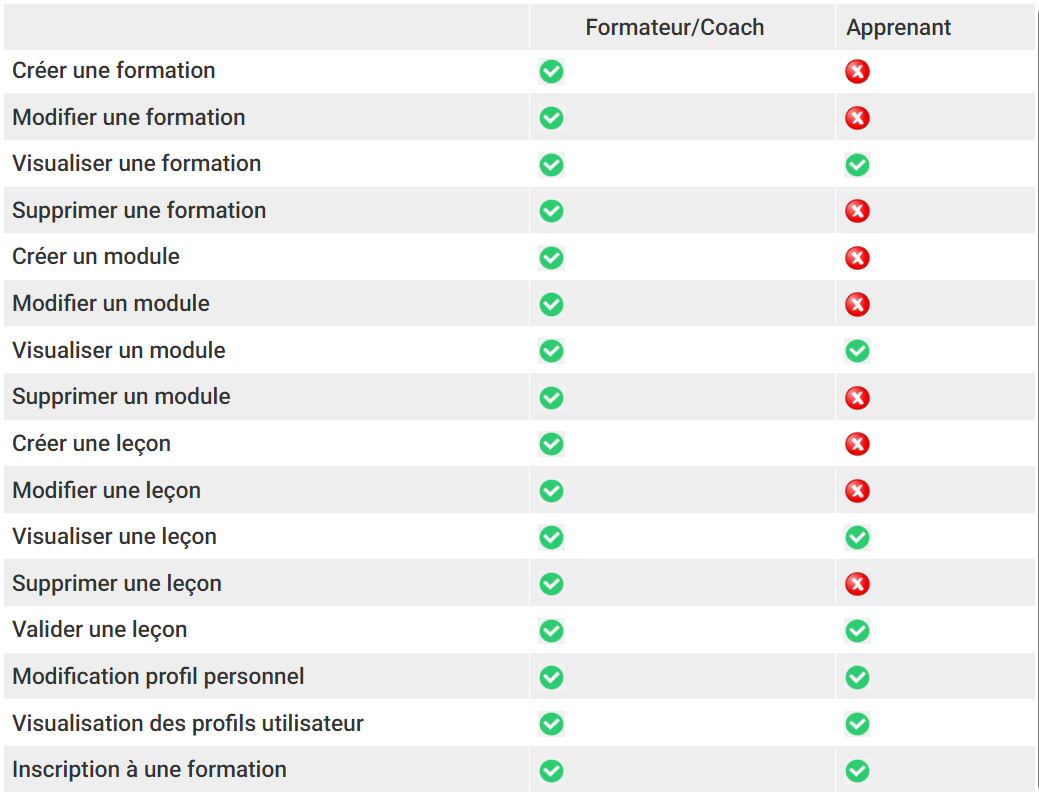 Formateur/Coach Apprenant
Créer une formation
Modifier une formation
Visualiser une formation
Supprimer une formation
Créer un module
Modifier un module
Visualiser un module
Supprimer un module
Créer une leçon
Modifier une leçon
Visualiser une leçon
Supprimer une leçon
Valider une leçon
Modification profil personnel
Visualisation des profils utilisateur
Inscription à une formation